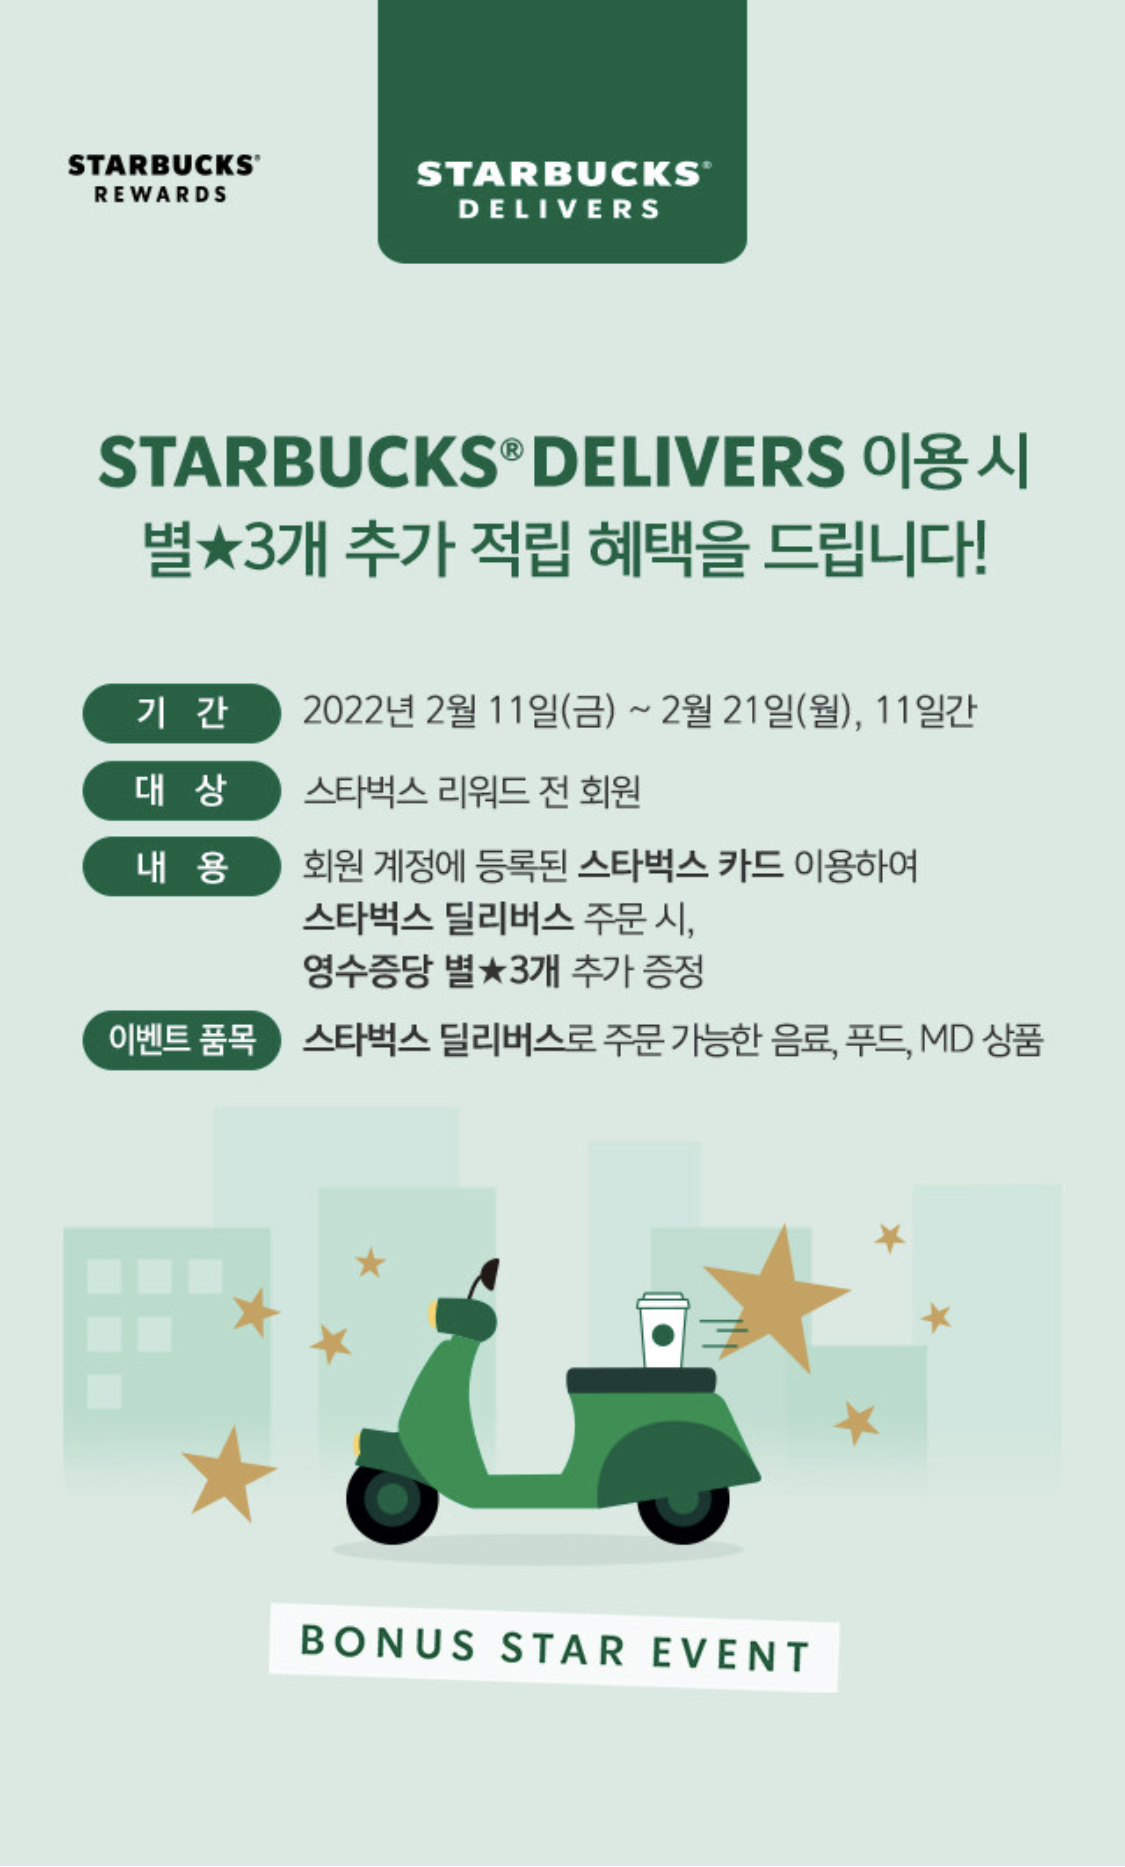 STARBUCKS®
REWARDS
STARBUCKS®
DELIVERS
STARBUCKS® DELIVERS 이용 시
별★3개 추가 적립 혜택을 드립니다!
기 간 2022년 2월 11일(금) ~ 2월 21일(월), 11일간
대 상 스타벅스 리워드 전 회원
내 용 회원 계정에 등록된 스타벅스 카드 이용하여
스타벅스 딜리버스 주문 시,
영수증당 별★3개 추가 증정
이벤트 품목 스타벅스 딜리버스로 주문 가능한 음료, 푸드, MD 상품
BONUS STAR EVENT